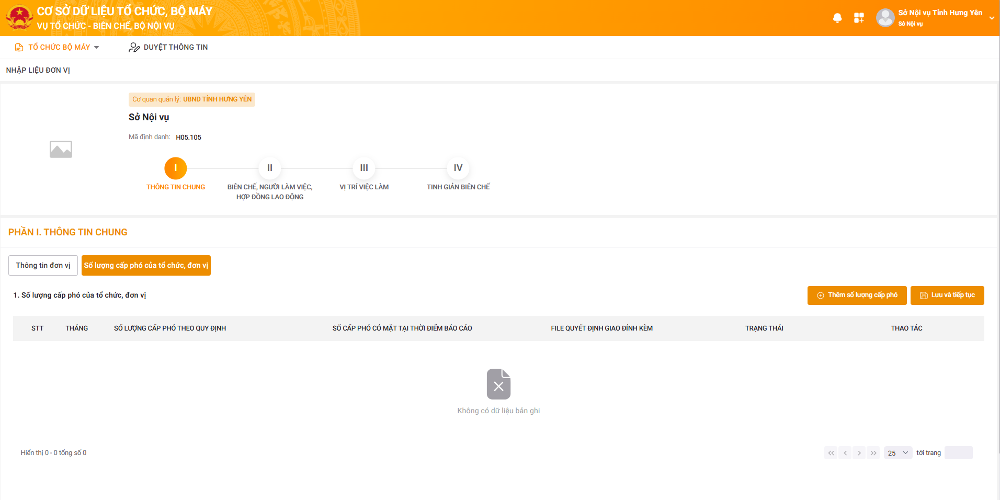 CƠ SỞ DỮ LIỆU TỔ CHỨC, BỘ MÁY
VỤ TỔ CHỨC - BIÊN CHẾ, BỘ NỘI VỤ
Sở Nội vụ Tỉnh Hưng Yên
Sở Nội vụ
TỔ CHỨC BỘ MÁY
DUYỆT THÔNG TIN
NHẬP LIỆU ĐƠN VỊ
Cơ quan quản lý: UBND TỈNH HƯNG YÊN
Sở Nội vụ
Mã định danh: H05.105
I
II
III
IV
THÔNG TIN CHUNG
BIÊN CHẾ, NGƯỜI LÀM VIỆC,
HỢP ĐỒNG LAO ĐỘNG
VỊ TRÍ VIỆC LÀM
TINH GIẢN BIÊN CHẾ
PHẦN I. THÔNG TIN CHUNG
Thông tin đơn vị
Số lượng cấp phó của tổ chức, đơn vị
1. Số lượng cấp phó của tổ chức, đơn vị
Thêm số lượng cấp phó
Lưu và tiếp tục
STT THÁNG SỐ LƯỢNG CẤP PHÓ THEO QUY ĐỊNH SỐ CẤP PHÓ CÓ MẶT TẠI THỜI ĐIỂM BÁO CÁO FILE QUYẾT ĐỊNH GIAO ĐÍNH KÈM TRẠNG THÁI THAO TÁC
Không có dữ liệu bản ghi
Hiển thị 0 - 0 tổng số 0
25 tới trang